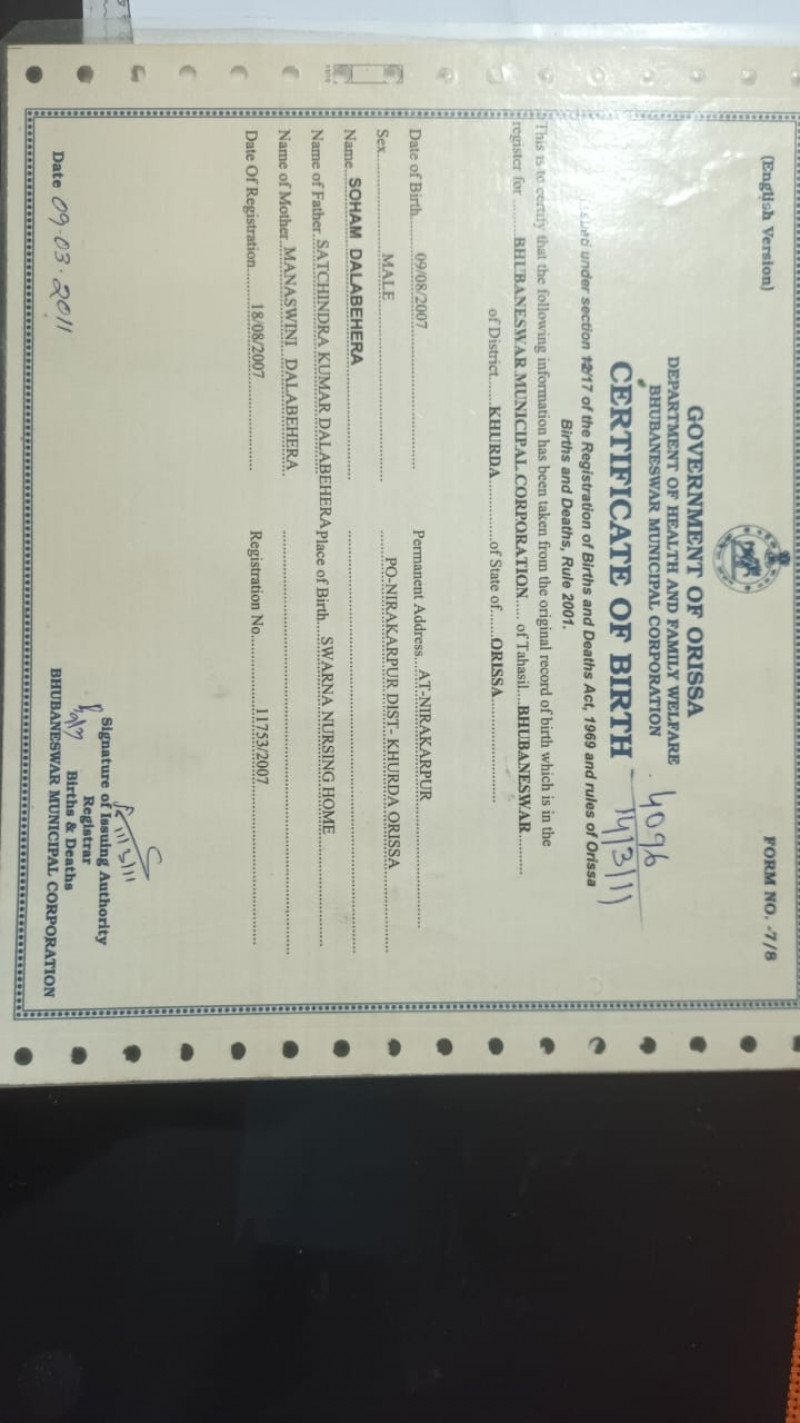 (English Version)
FORM NO. -7/8
GOVERNMENT OF ORISSA
DEPARTMENT OF HEALTH AND FAMILY WELFARE
BHUBANESWAR MUNICIPAL CORPORATION
4096
CERTIFICATE OF BIRTH - 14/3/11
under section 12/17 of the Registration of Births and Deaths Act, 1969 and rules of Orissa
Births and Deaths, Rule 2001.
This is to certify that the following information has been taken from the original record of birth which is in the
register for ........ BHUBANESWAR MUNICIPAL CORPORATION..... of Tahasil...BHUBANESWAR..........
of District......KHURDA................of State of......ORISSA..........................
Date of Birth..........09/08/2007.................................... Permanent Address...AT-NIRAKARPUR................................
Sex........................MALE............................................. .......PO-NIRAKARPUR DIST- KHURDA ORISSA.....................
Name...SOHAM DALABEHERA.............................. ....................................................................................................
Name of Father..SATCHINDRA KUMAR DALABEHERA Place of Birth....SWARNA NURSING HOME............................
Name of Mother..MANASWINI DALABEHERA.. ....................................................................................................
Date Of Registration.........18/08/2007....................... Registration No...................11753/2007........................................
11/3/11
Signature of Issuing Authority
Registrar
Births & Deaths
Date 09.03.2011
BHUBANESWAR MUNICIPAL CORPORATION